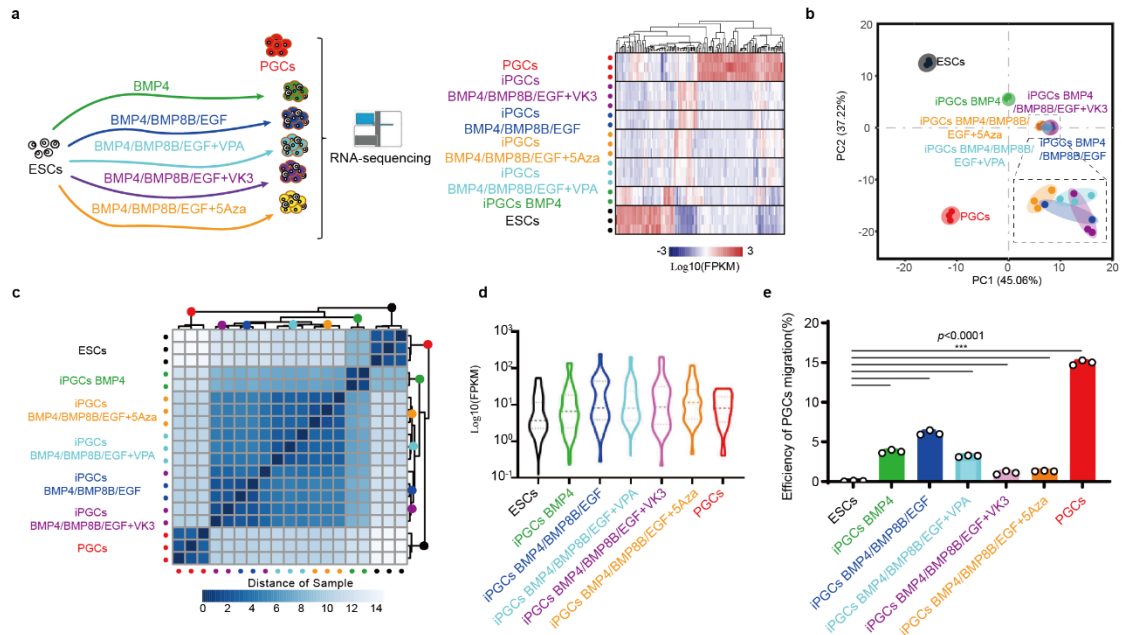 a
PGCs
BMP4
BMP4/BMP8B/EGF
BMP4/BMP8B/EGF+VPA
ESCs
BMP4/BMP8B/EGF+VK3
BMP4/BMP8B/EGF+5Aza
RNA-sequencing
PGCs
iPGCs
BMP4/BMP8B/EGF+VK3
iPGCs
BMP4/BMP8B/EGF
iPGCs
BMP4/BMP8B/EGF+5Aza
iPGCs
BMP4/BMP8B/EGF+VPA
iPGCs BMP4
ESCs
-3 3
Log10(FPKM)
b
PC2 (37.22%)
20
10
0
-10
-20
ESCs
iPGCs BMP4
iPGCs BMP4
/BMP8B/EGF+VK3
iPGCs BMP4/BMP8B/
EGF+5Aza
iPGCs BMP4/BMP8B/
EGF+VPA
iPGCs BMP4
/BMP8B/EGF
PGCs
-20 -10 0 10 20
PC1 (45.06%)
c
ESCs
iPGCs BMP4
iPGCs
BMP4/BMP8B/EGF+5Aza
iPGCs
BMP4/BMP8B/EGF+VPA
iPGCs
BMP4/BMP8B/EGF
iPGCs
BMP4/BMP8B/EGF+VK3
PGCs
Distance of Sample
0 2 4 6 8 10 12 14
d
Log10(FPKM)
10³
10²
10¹
10⁰
10⁻¹
ESCs
iPGCs BMP4
iPGCs BMP4/BMP8B/EGF
iPGCs BMP4/BMP8B/EGF+VPA
iPGCs BMP4/BMP8B/EGF+VK3
iPGCs BMP4/BMP8B/EGF+5Aza
PGCs
e
Efficiency of PGCs migration(%)
20
15
10
5
0
p<0.0001
***
ESCs
iPGCs BMP4
iPGCs BMP4/BMP8B/EGF
iPGCs BMP4/BMP8B/EGF+VPA
iPGCs BMP4/BMP8B/EGF+VK3
iPGCs BMP4/BMP8B/EGF+5Aza
PGCs